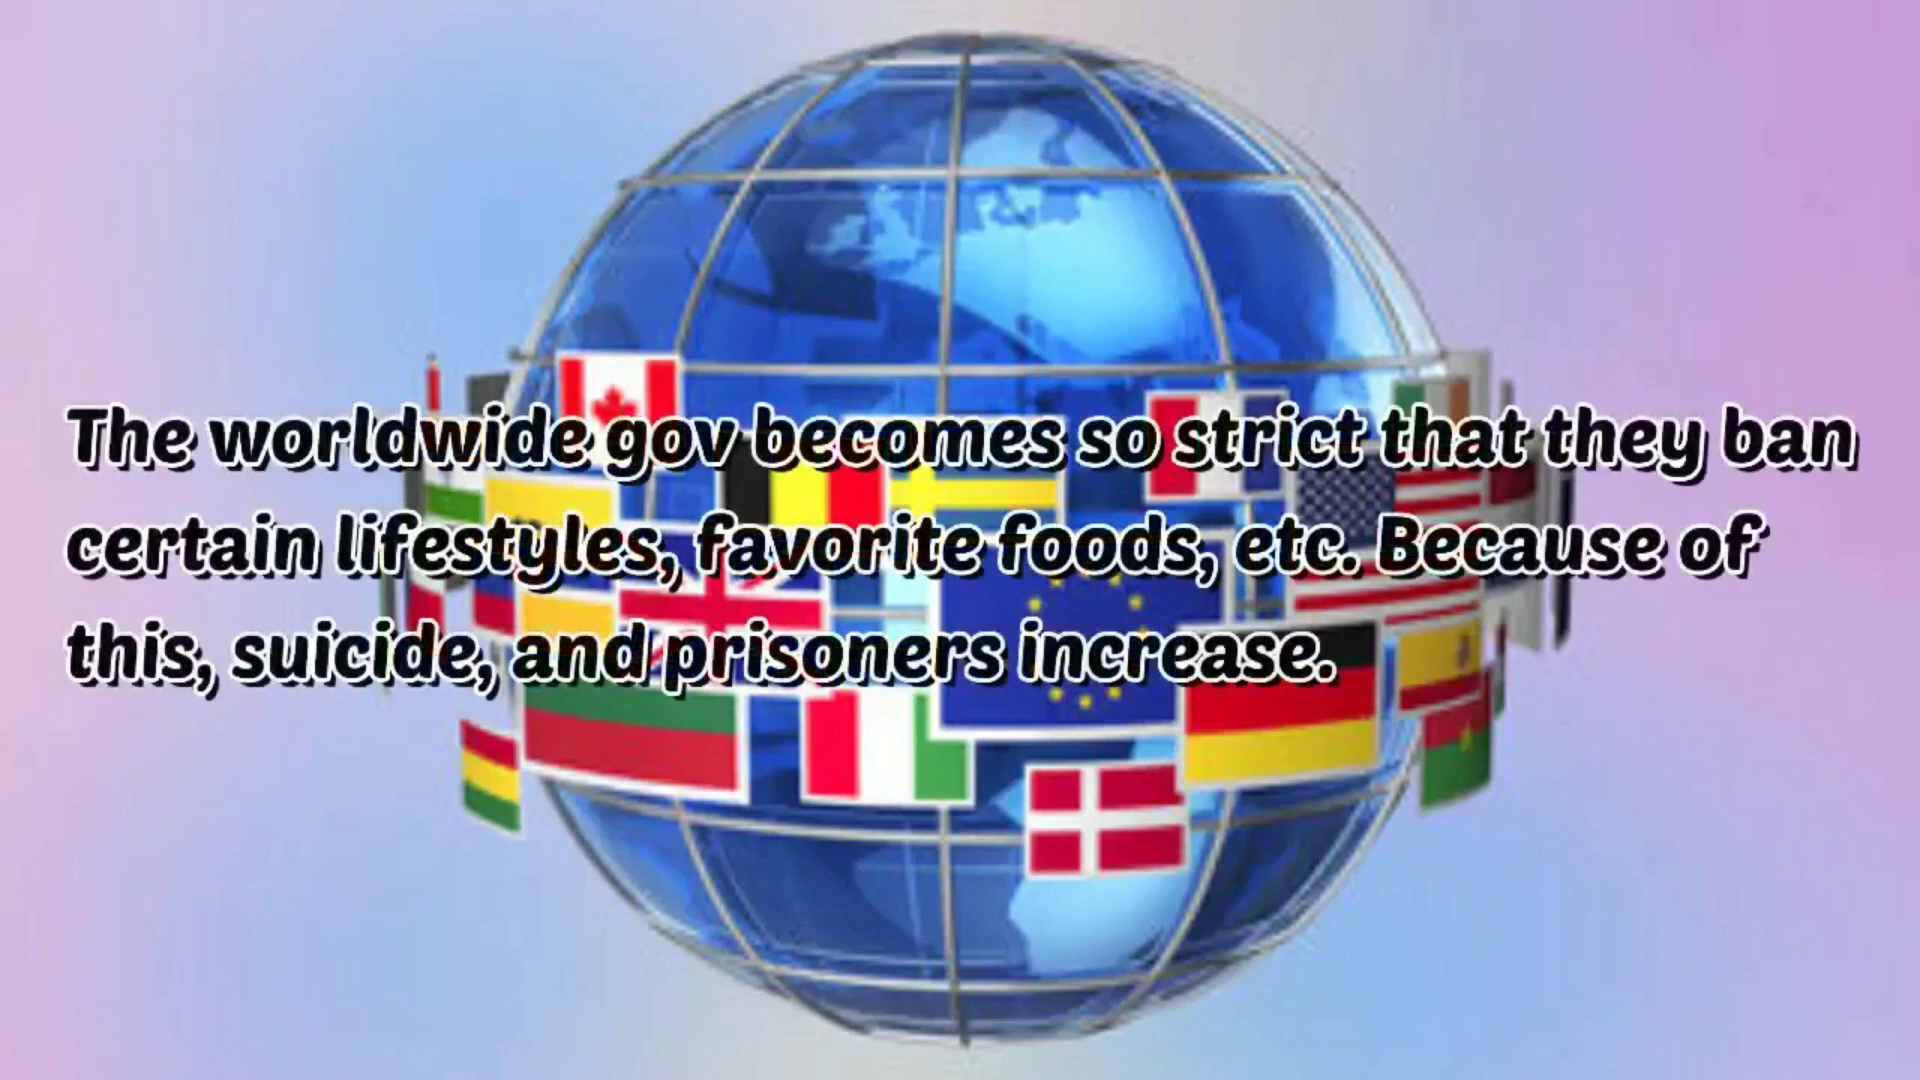 The worldwide gov becomes so strict that they ban
certain lifestyles, favorite foods, etc. Because of
this, suicide, and prisoners increase.